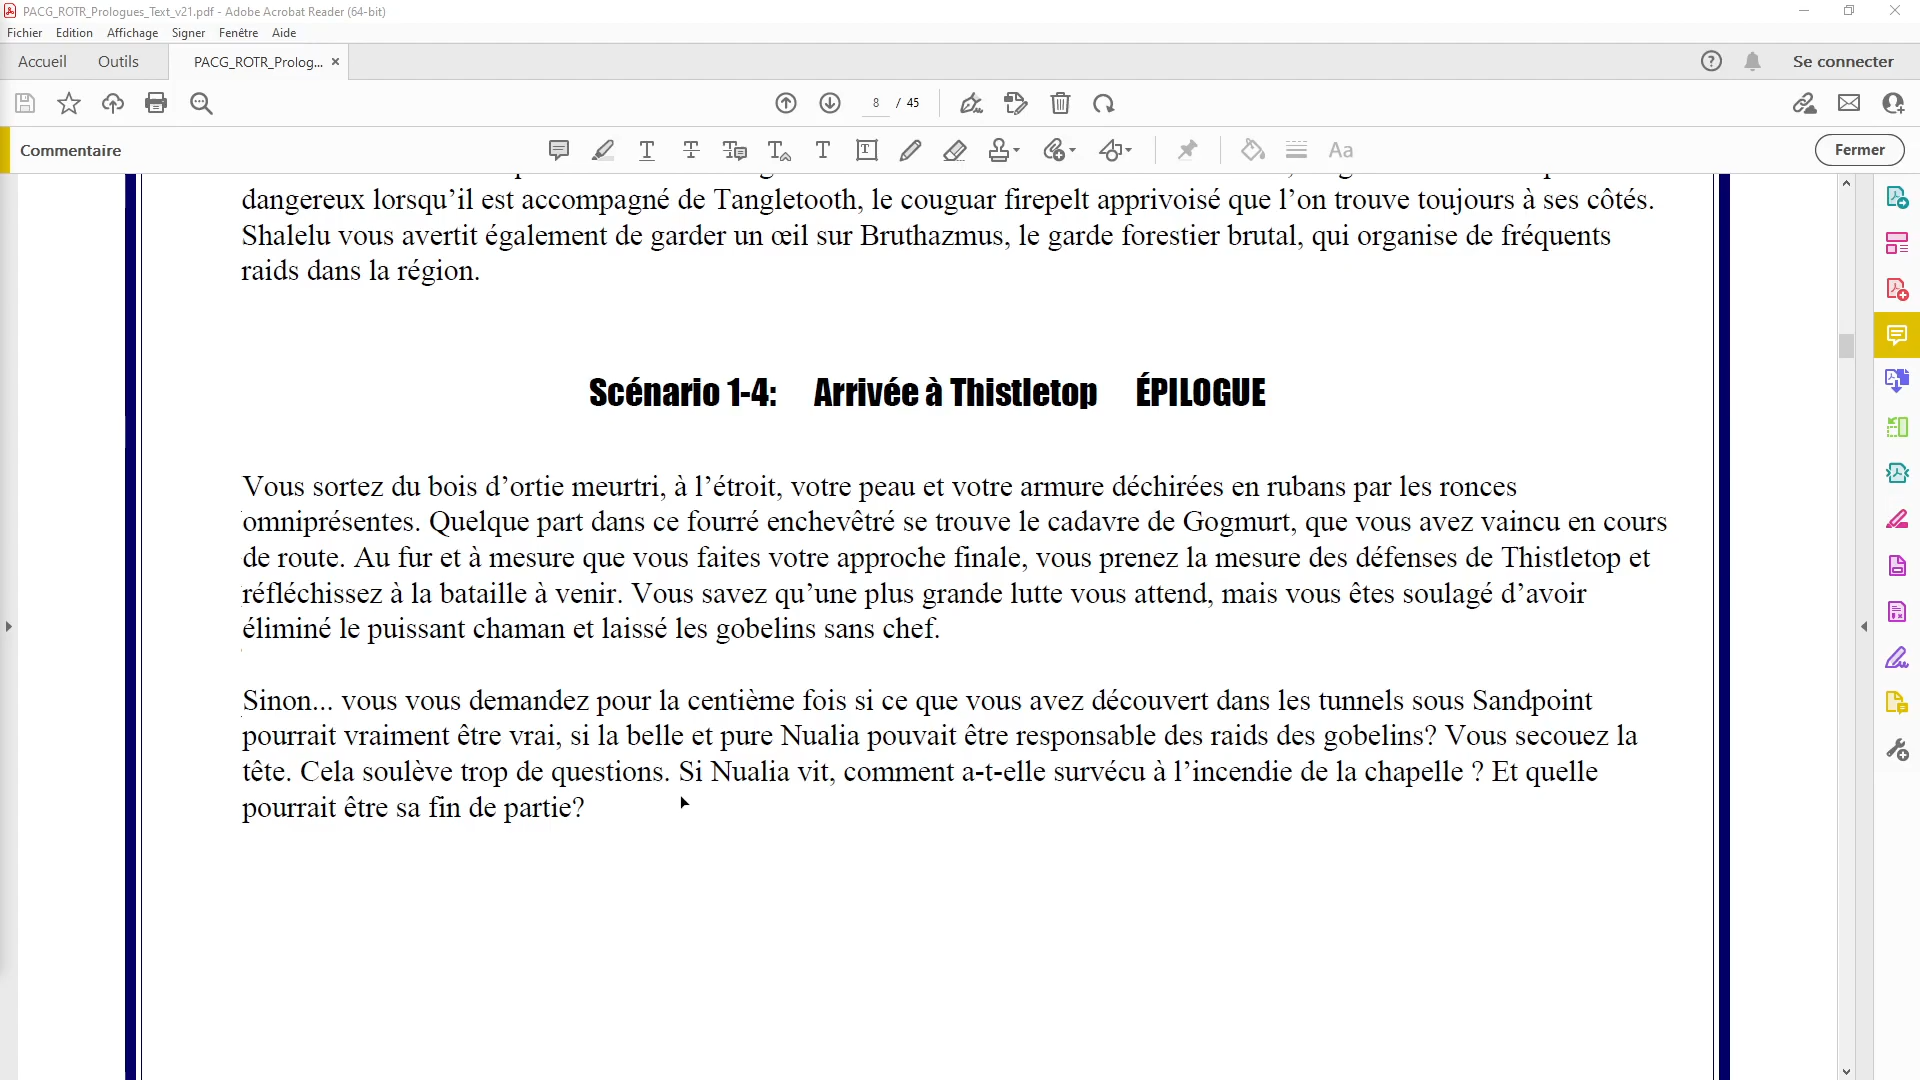 PACG_ROTR_Prologues_Text_v21.pdf - Adobe Acrobat Reader (64-bit)
Fichier Edition Affichage Signer Fenêtre Aide
Accueil Outils PACG_ROTR_Prolog... × Se connecter
8 / 45
Commentaire Fermer
dangereux lorsqu’il est accompagné de Tangletooth, le couguar firepelt apprivoisé que l’on trouve toujours à ses côtés.
Shalelu vous avertit également de garder un œil sur Bruthazmus, le garde forestier brutal, qui organise de fréquents
raids dans la région.
Scénario 1-4: Arrivée à Thistletop ÉPILOGUE
Vous sortez du bois d’ortie meurtri, à l’étroit, votre peau et votre armure déchirées en rubans par les ronces
omniprésentes. Quelque part dans ce fourré enchevêtré se trouve le cadavre de Gogmurt, que vous avez vaincu en cours
de route. Au fur et à mesure que vous faites votre approche finale, vous prenez la mesure des défenses de Thistletop et
réfléchissez à la bataille à venir. Vous savez qu’une plus grande lutte vous attend, mais vous êtes soulagé d’avoir
éliminé le puissant chaman et laissé les gobelins sans chef.
Sinon... vous vous demandez pour la centième fois si ce que vous avez découvert dans les tunnels sous Sandpoint
pourrait vraiment être vrai, si la belle et pure Nualia pouvait être responsable des raids des gobelins? Vous secouez la
tête. Cela soulève trop de questions. Si Nualia vit, comment a-t-elle survécu à l’incendie de la chapelle ? Et quelle
pourrait être sa fin de partie?